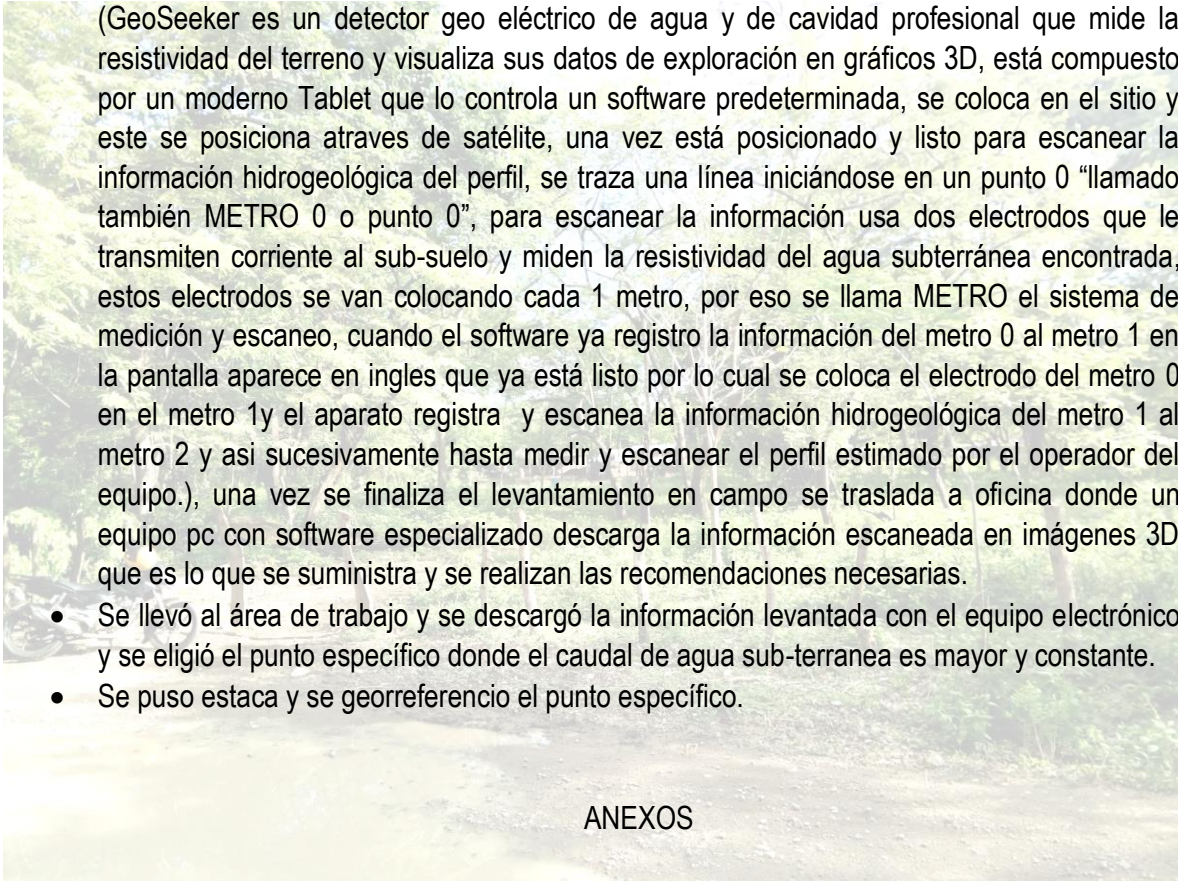 (GeoSeeker es un detector geo eléctrico de agua y de cavidad profesional que mide la
resistividad del terreno y visualiza sus datos de exploración en gráficos 3D, está compuesto
por un moderno Tablet que lo controla un software predeterminada, se coloca en el sitio y
este se posiciona atraves de satélite, una vez está posicionado y listo para escanear la
información hidrogeológica del perfil, se traza una línea iniciándose en un punto 0 “llamado
también METRO 0 o punto 0”, para escanear la información usa dos electrodos que le
transmiten corriente al sub-suelo y miden la resistividad del agua subterránea encontrada,
estos electrodos se van colocando cada 1 metro, por eso se llama METRO el sistema de
medición y escaneo, cuando el software ya registro la información del metro 0 al metro 1 en
la pantalla aparece en ingles que ya está listo por lo cual se coloca el electrodo del metro 0
en el metro 1y el aparato registra y escanea la información hidrogeológica del metro 1 al
metro 2 y asi sucesivamente hasta medir y escanear el perfil estimado por el operador del
equipo.), una vez se finaliza el levantamiento en campo se traslada a oficina donde un
equipo pc con software especializado descarga la información escaneada en imágenes 3D
que es lo que se suministra y se realizan las recomendaciones necesarias.
• Se llevó al área de trabajo y se descargó la información levantada con el equipo electrónico
y se eligió el punto específico donde el caudal de agua sub-terranea es mayor y constante.
• Se puso estaca y se georreferencio el punto específico.
ANEXOS